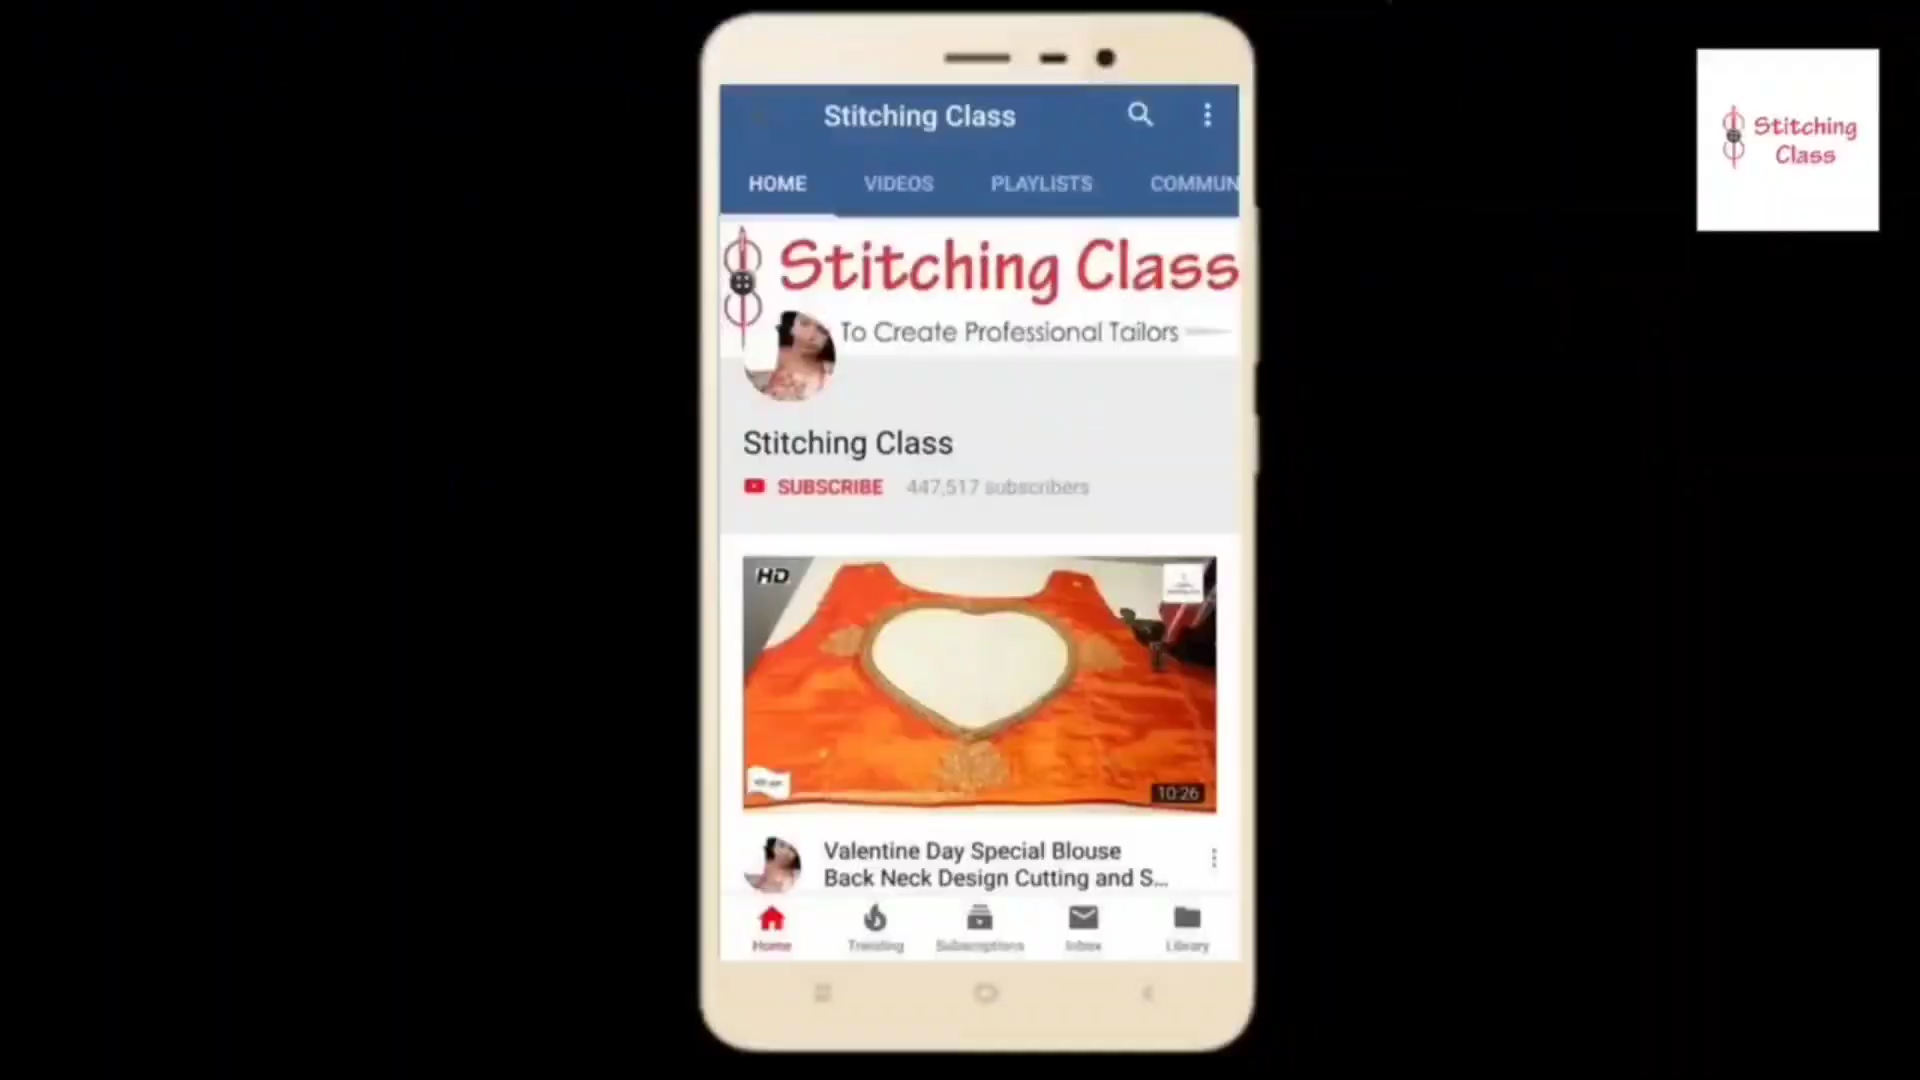 Stitching Class
HOME VIDEOS PLAYLISTS COMMUN
Stitching Class
To Create Professional Tailors
Stitching Class
SUBSCRIBE 447,517 subscribers
HD
10:26
Valentine Day Special Blouse
Back Neck Design Cutting and S...
Home Trending Subscriptions Inbox Library
Stitching
Class